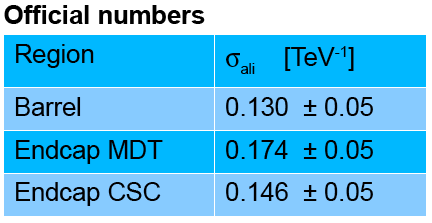 Official numbers
Region σali [TeV-1]
Barrel 0.130 ± 0.05
Endcap MDT 0.174 ± 0.05
Endcap CSC 0.146 ± 0.05